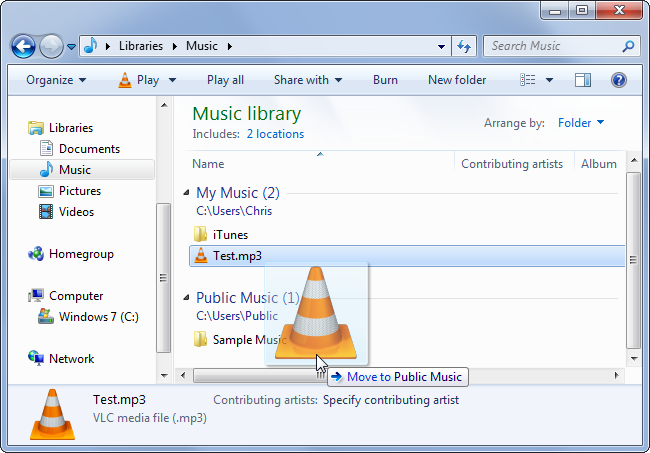 Libraries Music
Search Music
Organize Play Play all Share with Burn New folder
Libraries
Documents
Music
Pictures
Videos
Homegroup
Computer
Windows 7 (C:)
Network
Music library
Includes: 2 locations
Arrange by: Folder
Name Contributing artists Album
My Music (2)
C:\Users\Chris
iTunes
Test.mp3
Public Music (1)
C:\Users\Public
Sample Music
Move to Public Music
Test.mp3 Contributing artists: Specify contributing artist
VLC media file (.mp3)